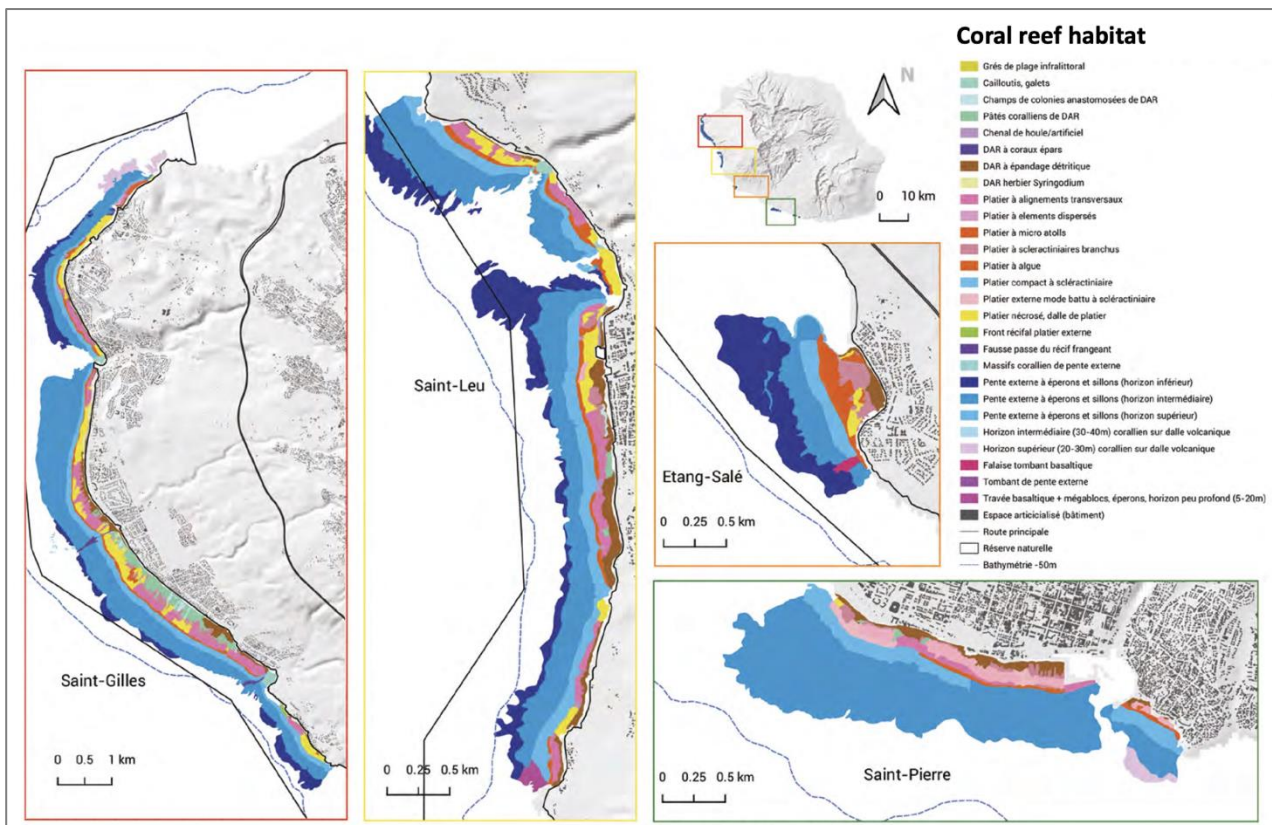 Coral reef habitat
Grés de plage infralittoral
Cailloutis, galets
Champs de colonies anastomosées de DAR
Pâtés coralliens de DAR
Chenal de houle/artificiel
DAR à coraux épars
DAR à épandage détritique
DAR herbier Syringodium
Platier à alignements transversaux
Platier à elements dispersés
Platier à micro atolls
Platier à scleractiniaires branchus
Platier à algue
Platier compact à scléractiniaire
Platier externe mode battu à scléractiniaire
Platier nécrosé, dalle de platier
Front récifal platier externe
Fausse passe du récif frangeant
Massifs corallien de pente externe
Pente externe à éperons et sillons (horizon inférieur)
Pente externe à éperons et sillons (horizon intermédiaire)
Pente externe à éperons et sillons (horizon supérieur)
Horizon intermédiaire (30-40m) corallien sur dalle volcanique
Horizon supérieur (20-30m) corallien sur dalle volcanique
Falaise tombant basaltique
Tombant de pente externe
Travée basaltique + mégablocs, éperons, horizon peu profond (5-20m)
Espace articicialisé (bâtiment)
Route principale
Réserve naturelle
Bathymétrie -50m
N
0 10 km
Saint-Gilles
0 0.5 1 km
Saint-Leu
0 0.25 0.5 km
Etang-Salé
0 0.25 0.5 km
Saint-Pierre
0 0.25 0.5 km